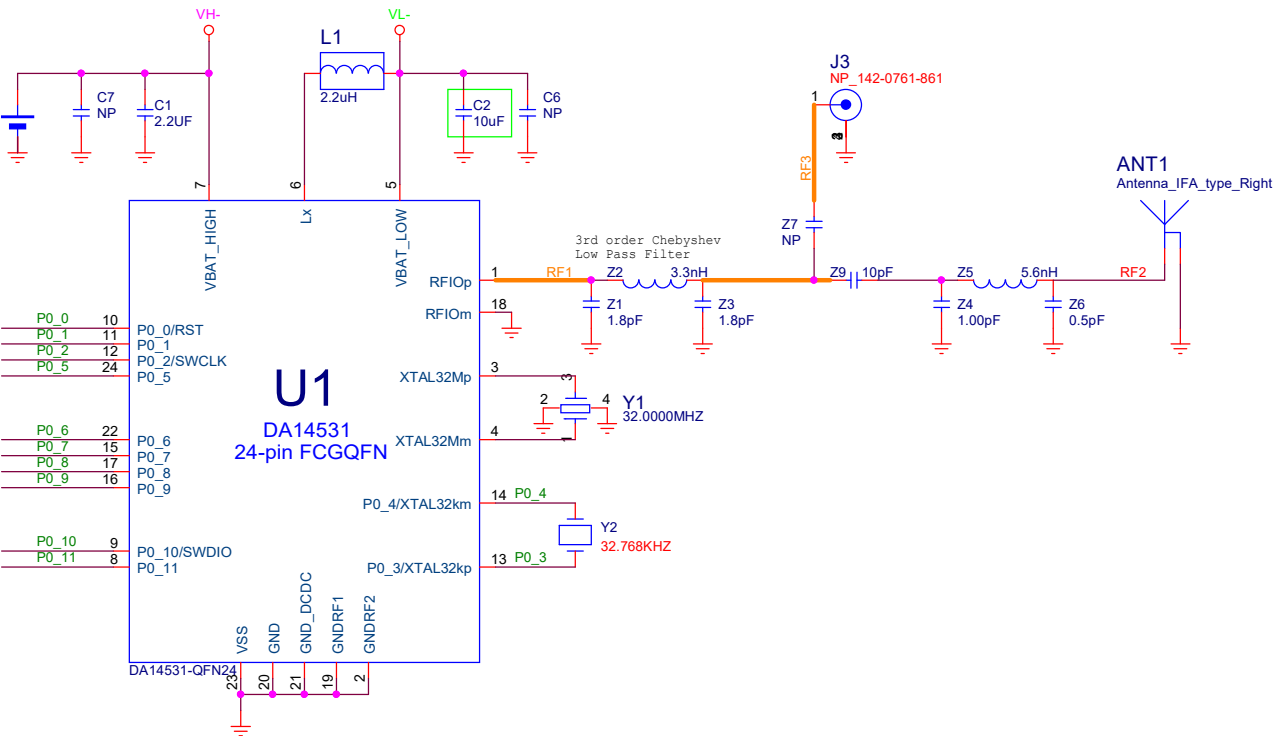 VH-
VL-
L1
2.2uH
C7
NP
C1
2.2UF
C2
10uF
C6
NP
J3
NP_142-0761-861
1
RF3
Z7
NP
ANT1
Antenna_IFA_type_Right
7
6
5
VBAT_HIGH
Lx
VBAT_LOW
3rd order Chebyshev
Low Pass Filter
RFIOp
1
RF1
Z2
3.3nH
Z9
10pF
Z5
5.6nH
RF2
Z1
1.8pF
Z3
1.8pF
Z4
1.00pF
Z6
0.5pF
RFIOm
18
P0_0
10
P0_0/RST
P0_1
11
P0_1
P0_2
12
P0_2/SWCLK
P0_5
24
P0_5
U1
DA14531
24-pin FCGQFN
XTAL32Mp
3
3
2
4
Y1
32.0000MHZ
1
XTAL32Mm
4
P0_6
22
P0_6
P0_7
15
P0_7
P0_8
17
P0_8
P0_9
16
P0_9
P0_4/XTAL32km
14
P0_4
Y2
32.768KHZ
P0_3/XTAL32kp
13
P0_3
P0_10
9
P0_10/SWDIO
P0_11
8
P0_11
VSS
GND
GND_DCDC
GNDRF1
GNDRF2
DA14531-QFN24
23
20
21
19
2